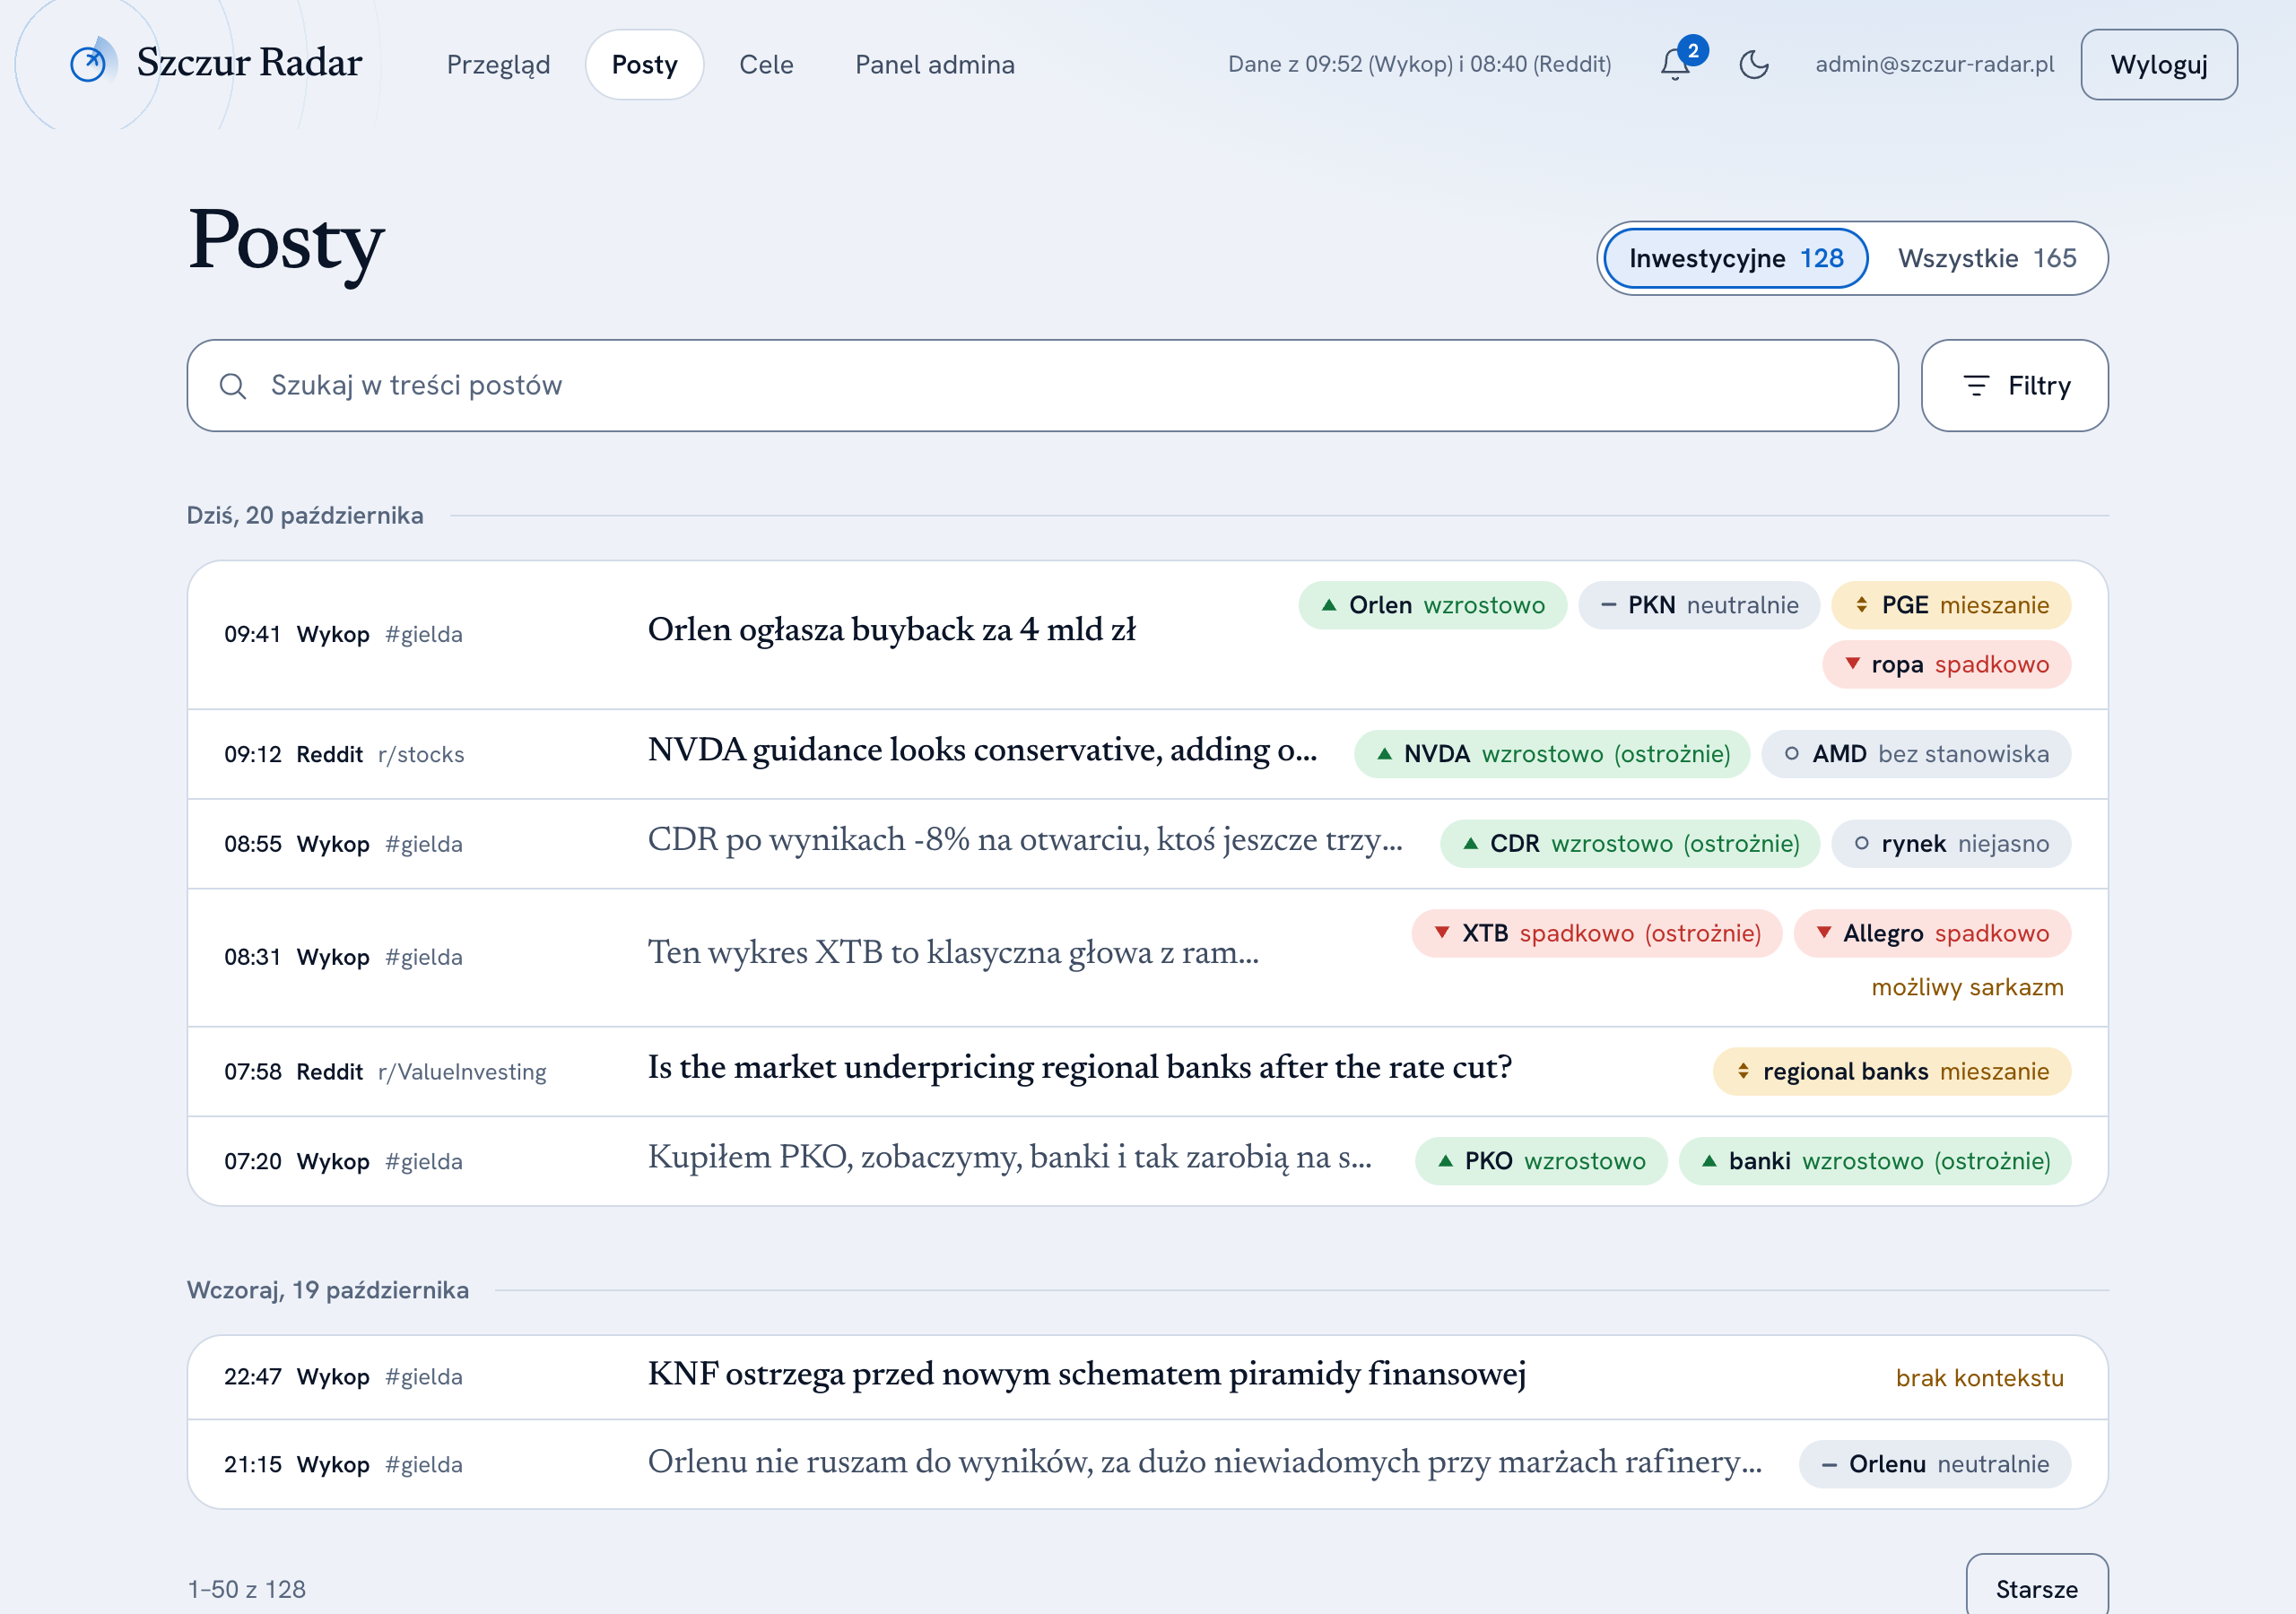 Szczur Radar
Przegląd
Posty
Cele
Panel admina
Dane z 09:52 (Wykop) i 08:40 (Reddit)
2
admin@szczur-radar.pl
Wyloguj
Posty
Inwestycyjne 128
Wszystkie 165
Szukaj w treści postów
Filtry
Dziś, 20 października
09:41 Wykop #gielda
Orlen ogłasza buyback za 4 mld zł
Orlen wzrostowo
PKN neutralnie
PGE mieszanie
ropa spadkowo
09:12 Reddit r/stocks
NVDA guidance looks conservative, adding o...
NVDA wzrostowo (ostrożnie)
AMD bez stanowiska
08:55 Wykop #gielda
CDR po wynikach -8% na otwarciu, ktoś jeszcze trzy...
CDR wzrostowo (ostrożnie)
rynek niejasno
08:31 Wykop #gielda
Ten wykres XTB to klasyczna głowa z ram...
XTB spadkowo (ostrożnie)
Allegro spadkowo
możliwy sarkazm
07:58 Reddit r/ValueInvesting
Is the market underpricing regional banks after the rate cut?
regional banks mieszanie
07:20 Wykop #gielda
Kupiłem PKO, zobaczymy, banki i tak zarobią na s...
PKO wzrostowo
banki wzrostowo (ostrożnie)
Wczoraj, 19 października
22:47 Wykop #gielda
KNF ostrzega przed nowym schematem piramidy finansowej
brak kontekstu
21:15 Wykop #gielda
Orlenu nie ruszam do wyników, za dużo niewiadomych przy marżach rafinery...
Orlenu neutralnie
1–50 z 128
Starsze